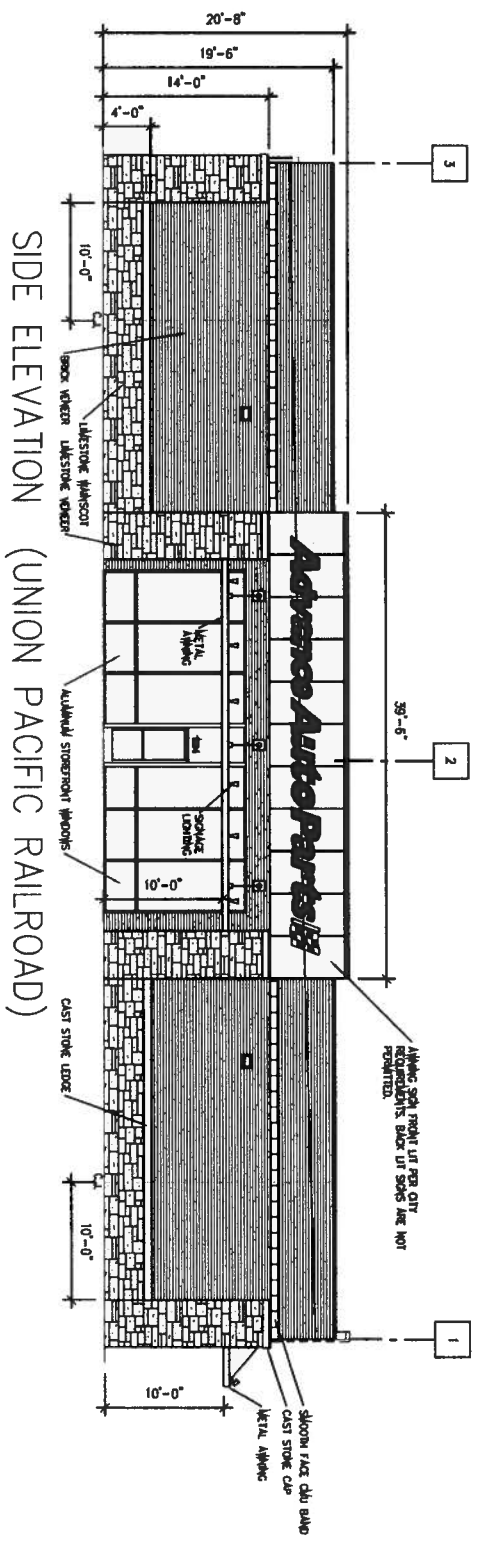 20'-8"
19'-6"
14'-0"
4'-0"
3
2
1
39'-6"
10'-0"
C.J.
BRICK VENEER
LIMESTONE WAINSCOT
LIMESTONE VENEER
METAL
AWNING
Advance Auto Parts
SIGNAGE
LIGHTING
10'-0"
ALUMINUM STOREFRONT WINDOWS
AWNING SIGN FRONT LIT PER CITY
REQUIREMENTS. BACK LIT SIGNS ARE NOT
PERMITTED.
CAST STONE LEDGE
C.J.
10'-0"
10'-0"
SMOOTH FACE CMU BAND
CAST STONE CAP
METAL AWNING
SIDE ELEVATION (UNION PACIFIC RAILROAD)